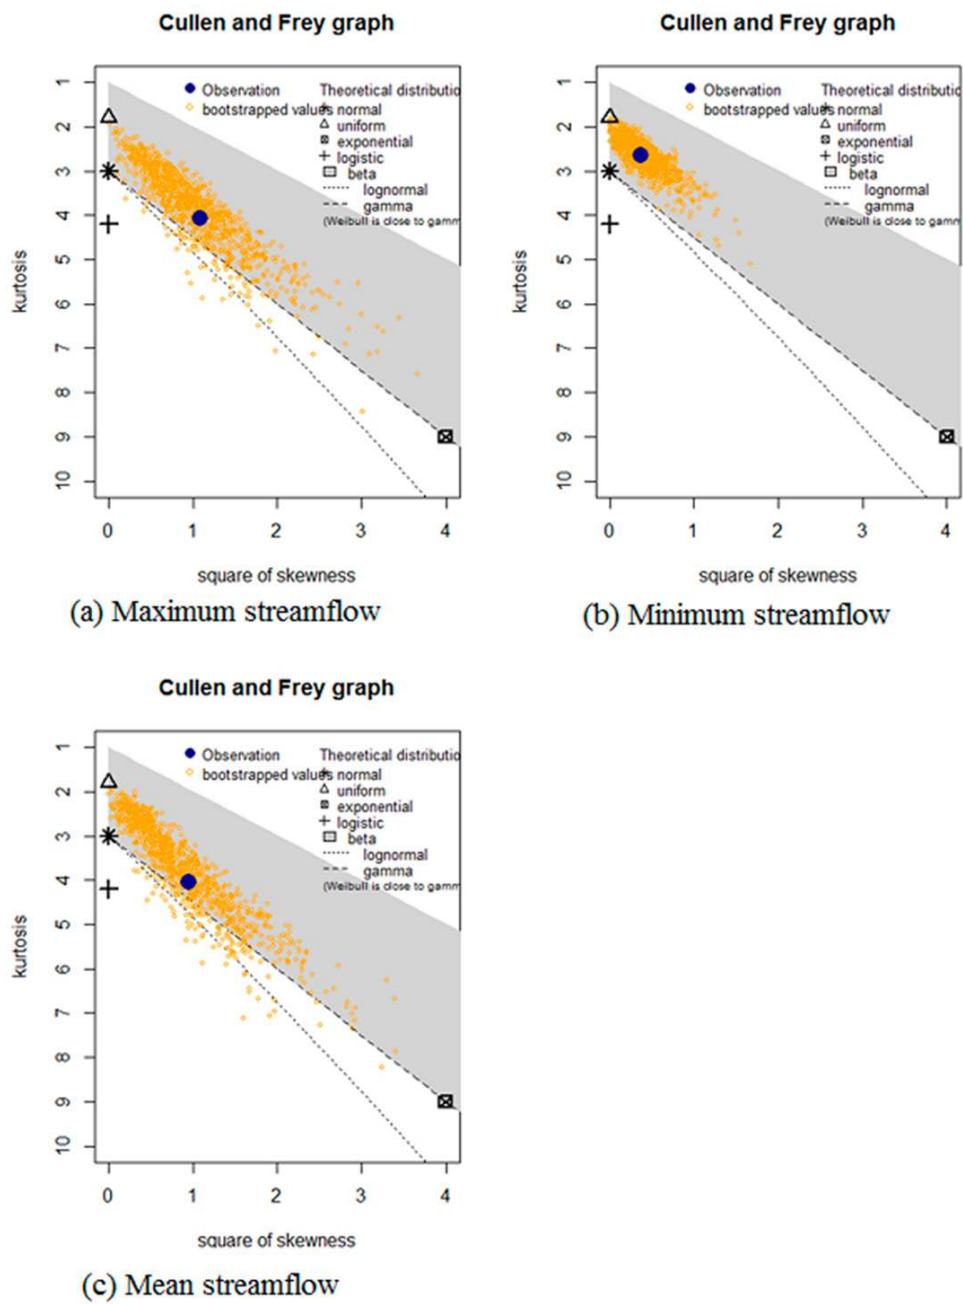 Cullen and Frey graph
Observation
bootstrapped values
Theoretical distributio
normal
uniform
exponential
logistic
beta
lognormal
gamma
(Weibull is close to gamm
kurtosis
1
2
3
4
5
6
7
8
9
10
0 1 2 3 4
square of skewness
(a) Maximum streamflow
Cullen and Frey graph
Observation
bootstrapped values
Theoretical distributio
normal
uniform
exponential
logistic
beta
lognormal
gamma
(Weibull is close to gamm
kurtosis
1
2
3
4
5
6
7
8
9
10
0 1 2 3 4
square of skewness
(b) Minimum streamflow
Cullen and Frey graph
Observation
bootstrapped values
Theoretical distributio
normal
uniform
exponential
logistic
beta
lognormal
gamma
(Weibull is close to gamm
kurtosis
1
2
3
4
5
6
7
8
9
10
0 1 2 3 4
square of skewness
(c) Mean streamflow